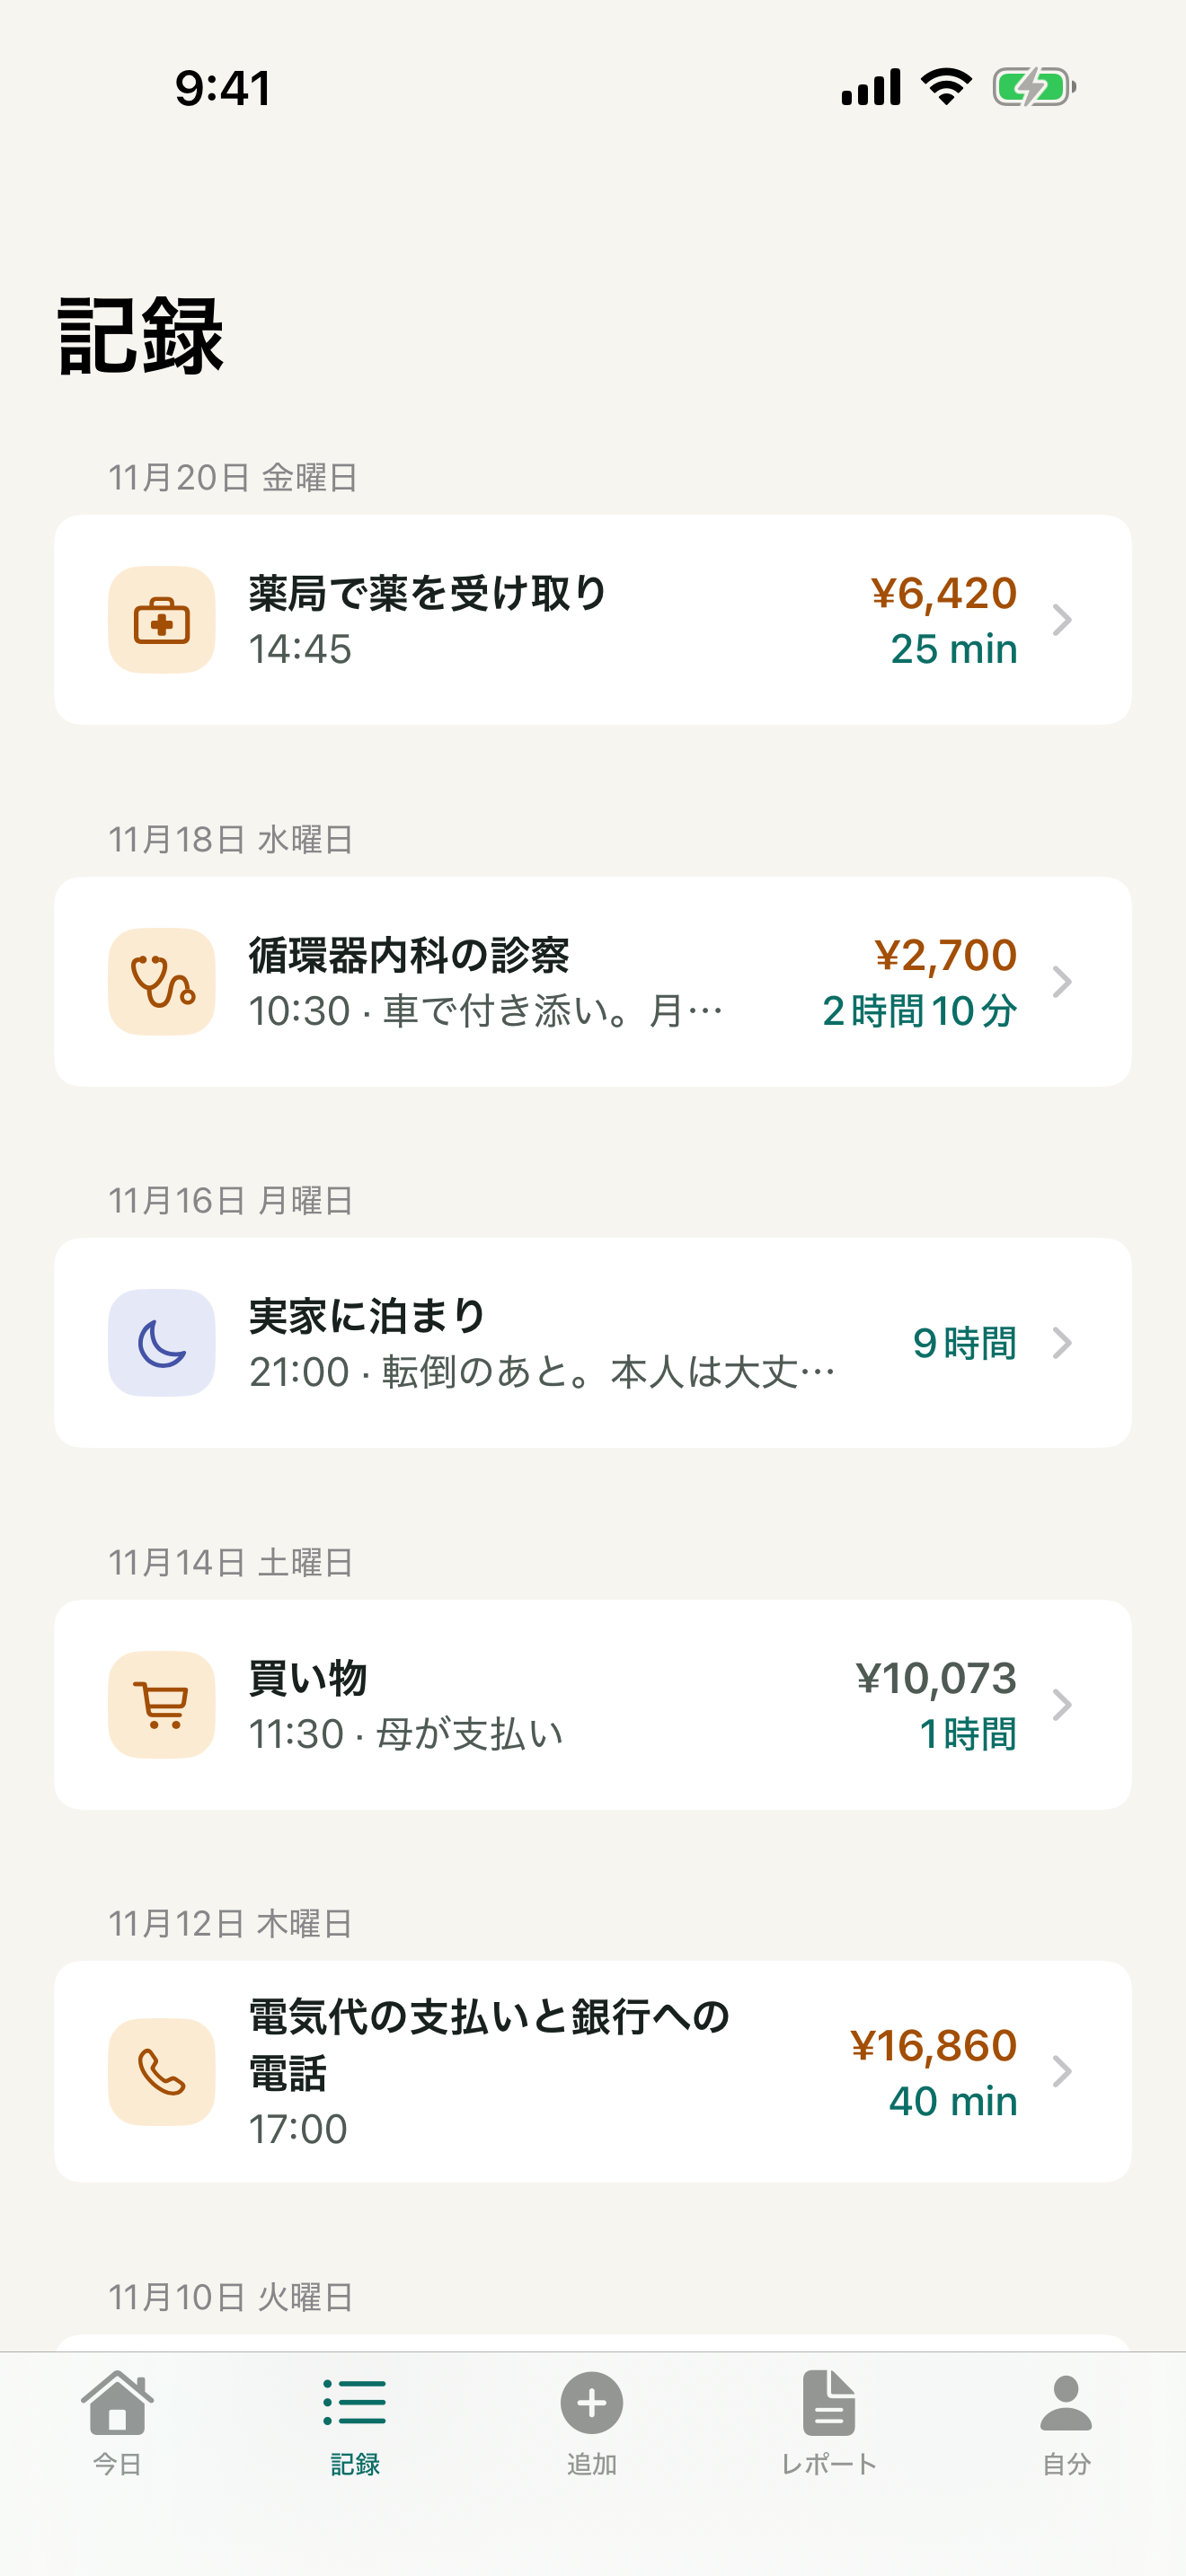 9:41
記録
11月20日 金曜日
薬局で薬を受け取り
¥6,420
14:45
25 min
11月18日 水曜日
循環器内科の診察
¥2,700
10:30 · 車で付き添い。月…
2時間10分
11月16日 月曜日
実家に泊まり
9時間
21:00 · 転倒のあと。本人は大丈…
11月14日 土曜日
買い物
¥10,073
11:30 · 母が支払い
1時間
11月12日 木曜日
電気代の支払いと銀行への
電話
¥16,860
40 min
17:00
11月10日 火曜日
今日
記録
追加
レポート
自分